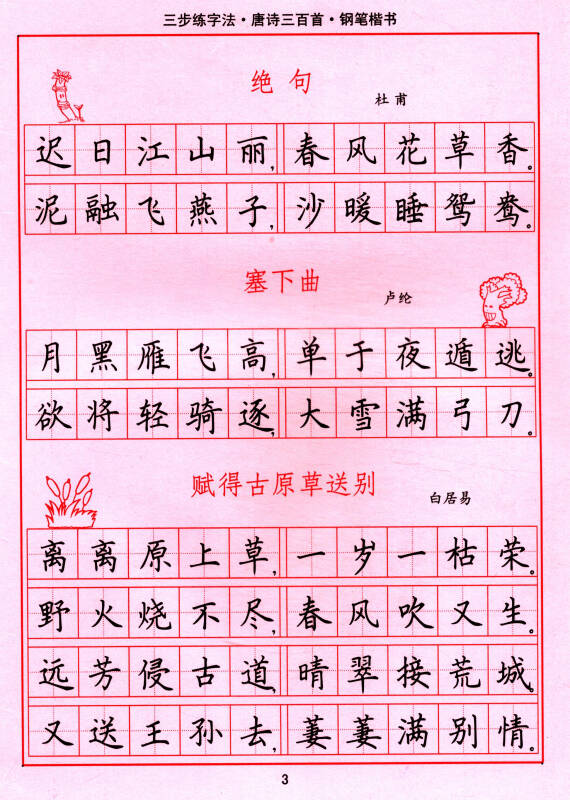 三步练字法·唐诗三百首·钢笔楷书
绝句
杜甫
迟日江山丽,春风花草香。
泥融飞燕子,沙暖睡鸳鸯。
塞下曲
卢纶
月黑雁飞高,单于夜遁逃。
欲将轻骑逐,大雪满弓刀。
赋得古原草送别
白居易
离离原上草,一岁一枯荣。
野火烧不尽,春风吹又生。
远芳侵古道,晴翠接荒城。
又送王孙去,萋萋满别情。
3